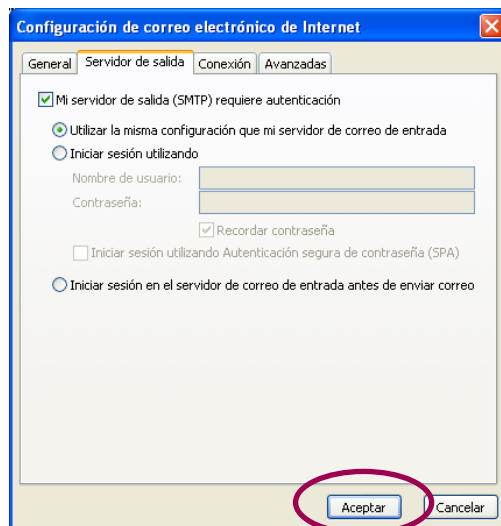 Configuración de correo electrónico de Internet
General Servidor de salida Conexión Avanzadas
Mi servidor de salida (SMTP) requiere autenticación
Utilizar la misma configuración que mi servidor de correo de entrada
Iniciar sesión utilizando
Nombre de usuario:
Contraseña:
Recordar contraseña
Iniciar sesión utilizando Autenticación segura de contraseña (SPA)
Iniciar sesión en el servidor de correo de entrada antes de enviar correo
Aceptar Cancelar